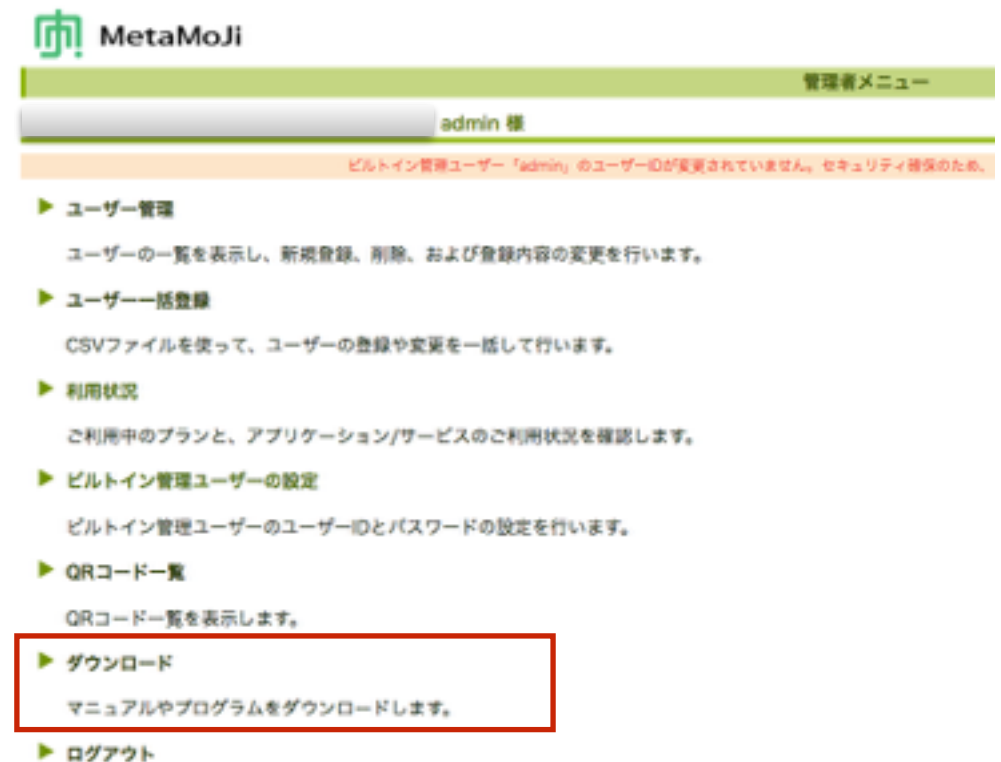 MetaMoJi
管理者メニュー
admin 様
ビルトイン管理ユーザー「admin」のユーザーIDが変更されていません。セキュリティ確保のため、
ユーザー管理
ユーザーの一覧を表示し、新規登録、削除、および登録内容の変更を行います。
ユーザー一括登録
CSVファイルを使って、ユーザーの登録や変更を一括して行います。
利用状況
ご利用中のプランと、アプリケーション/サービスのご利用状況を確認します。
ビルトイン管理ユーザーの設定
ビルトイン管理ユーザーのユーザーIDとパスワードの設定を行います。
QRコード一覧
QRコード一覧を表示します。
ダウンロード
マニュアルやプログラムをダウンロードします。
ログアウト